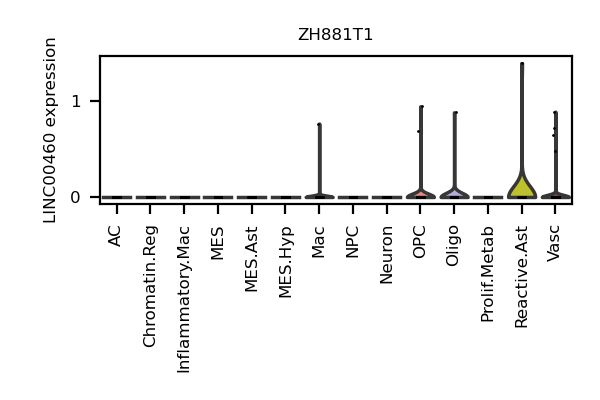 ZH881T1
LINC00460 expression
1
0
AC
Chromatin.Reg
Inflammatory.Mac
MES
MES.Ast
MES.Hyp
Mac
NPC
Neuron
OPC
Oligo
Prolif.Metab
Reactive.Ast
Vasc